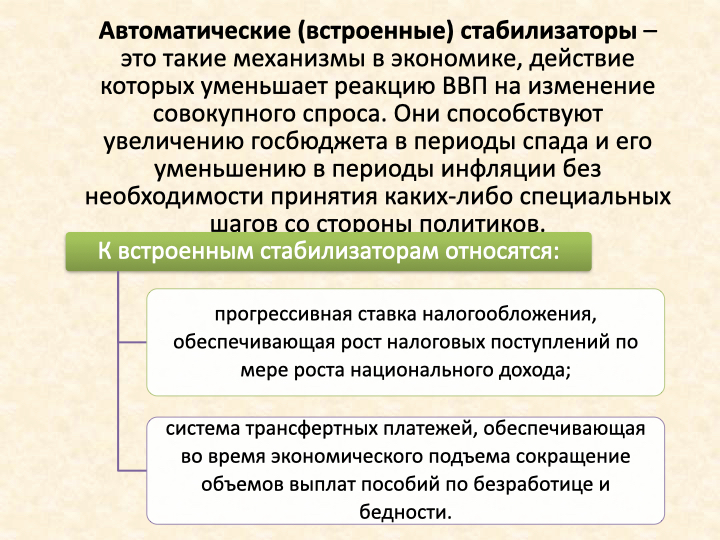 Автоматические (встроенные) стабилизаторы –
это такие механизмы в экономике, действие
которых уменьшает реакцию ВВП на изменение
совокупного спроса. Они способствуют
увеличению госбюджета в периоды спада и его
уменьшению в периоды инфляции без
необходимости принятия каких-либо специальных
шагов со стороны политиков.
К встроенным стабилизаторам относятся:
прогрессивная ставка налогообложения,
обеспечивающая рост налоговых поступлений по
мере роста национального дохода;
система трансфертных платежей, обеспечивающая
во время экономического подъема сокращение
объемов выплат пособий по безработице и
бедности.